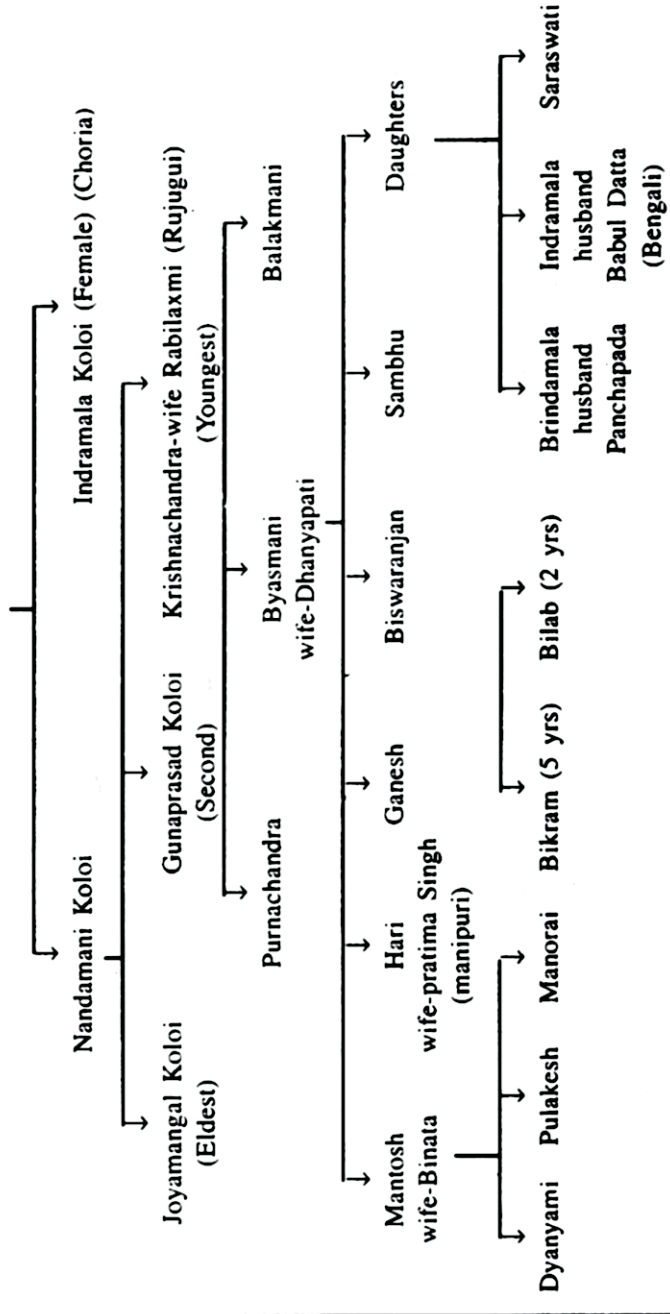 Nandamani Koloi Indramala Koloi (Female) (Choria)
Joyamangal Koloi Gunaprasad Koloi Krishnachandra-wife Rabilaxmi (Rujugui)
(Eldest) (Second) (Youngest)
Purnachandra Byasmani Balakmani
wife-Dhanyapati
Mantosh Hari Ganesh Biswaranjan Sambhu Daughters
wife-Binata wife-pratima Singh
(manipuri)
Dyanyami Pulakesh Manorai Bikram (5 yrs) Bilab (2 yrs) Brindamala Indramala Saraswati
husband husband
Panchapada Babul Datta
(Bengali)